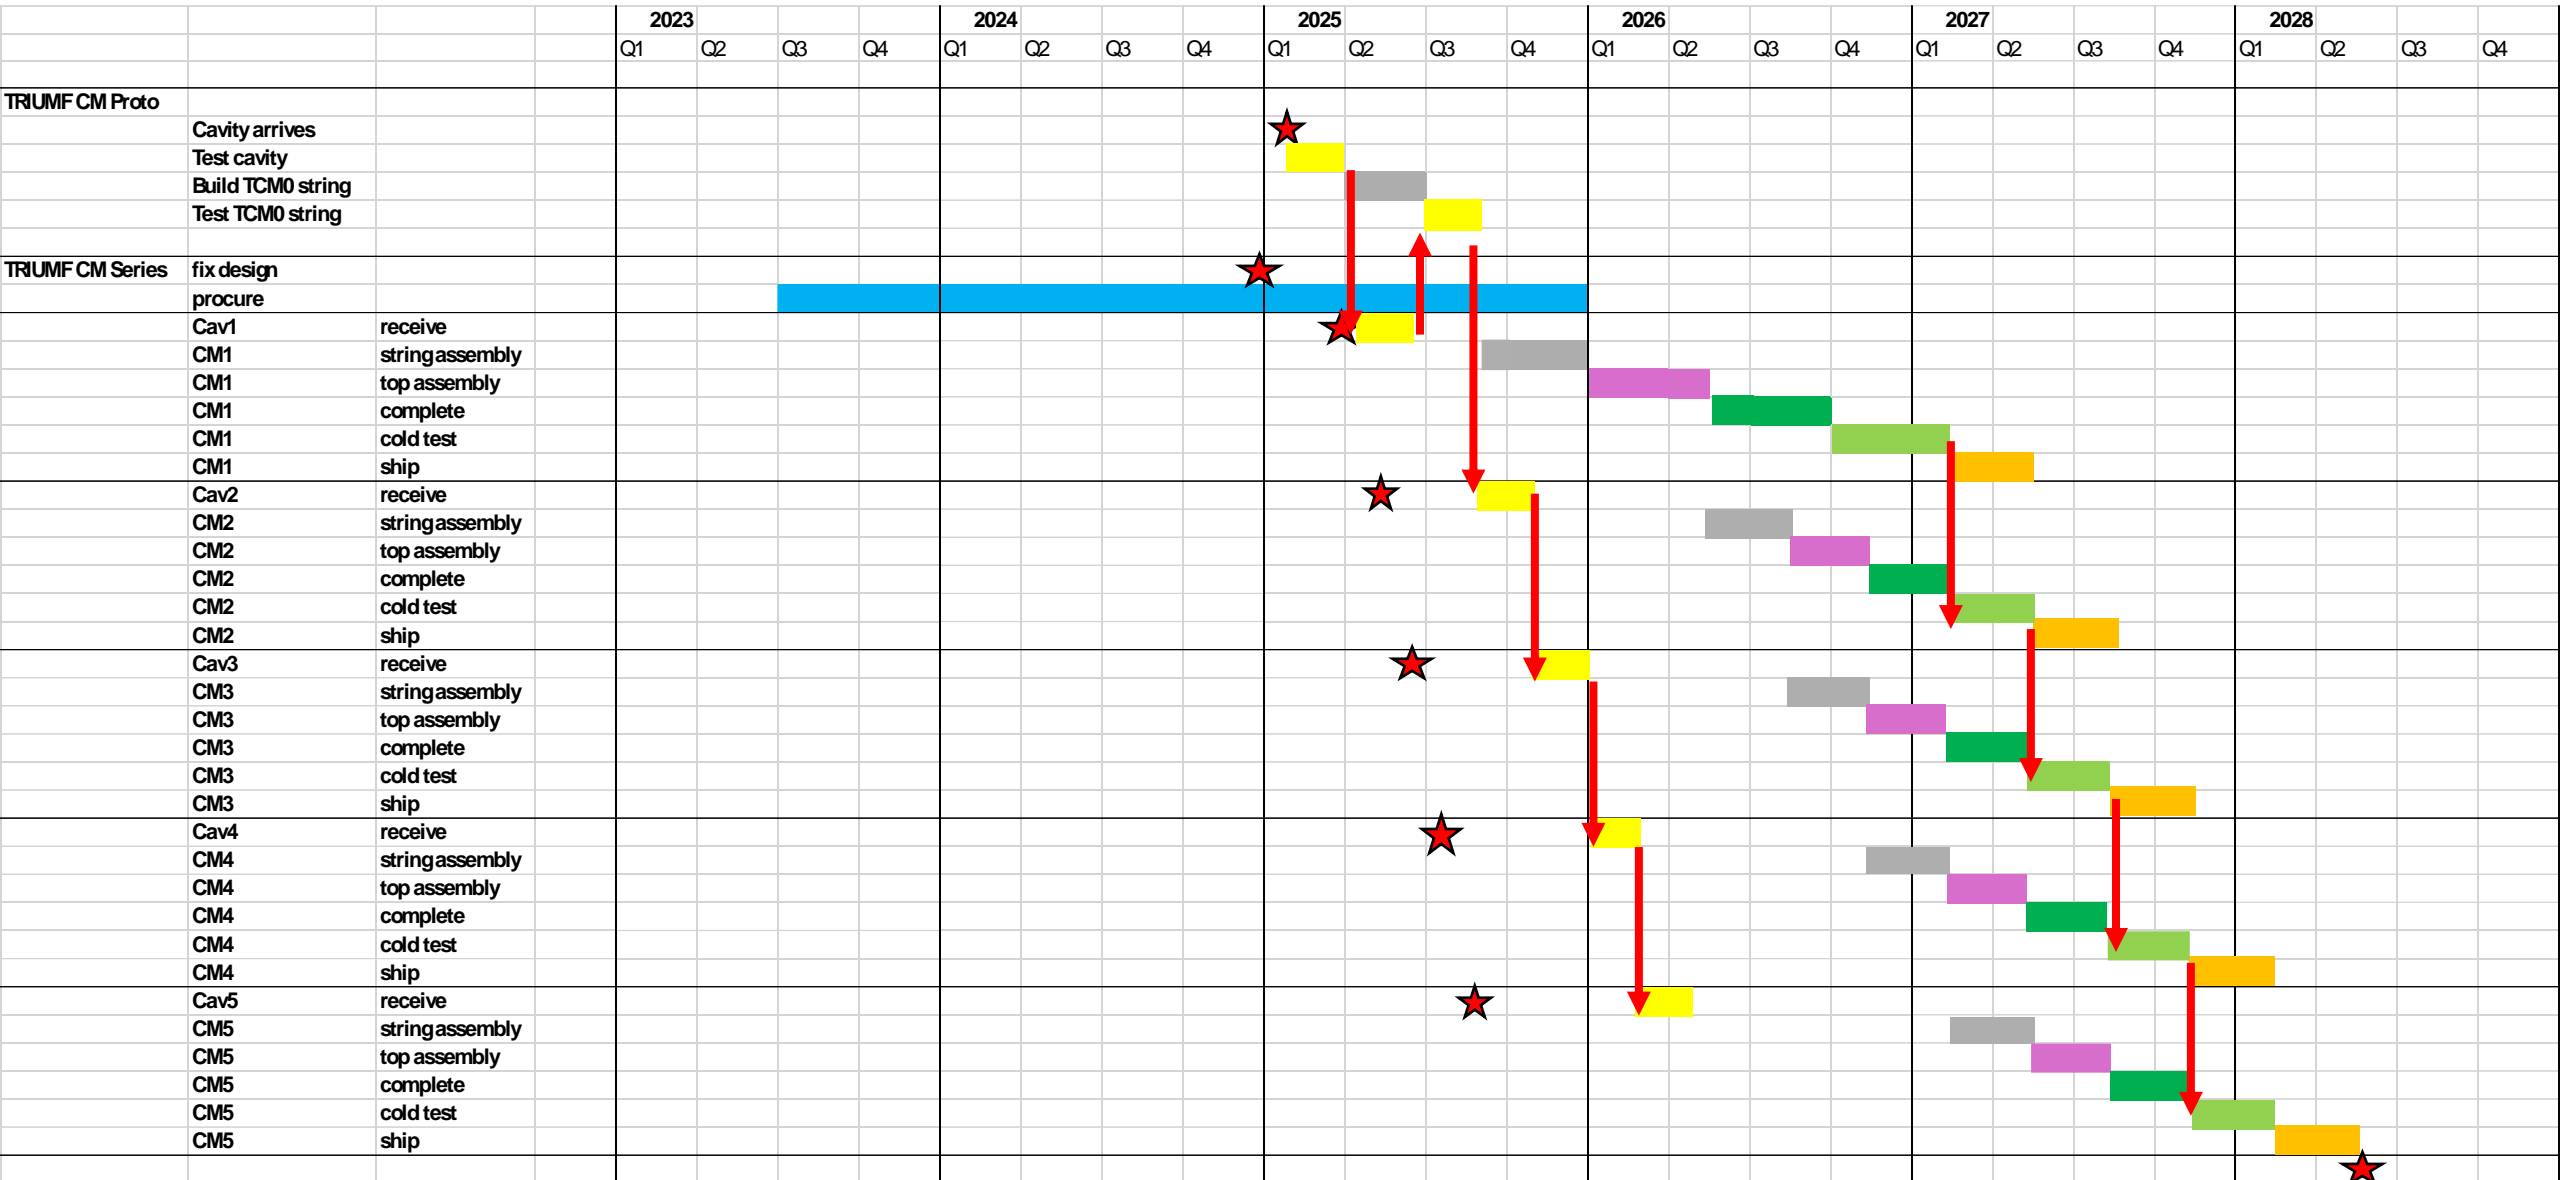 2023 2024 2025 2026 2027 2028
Q1 Q2 Q3 Q4 Q1 Q2 Q3 Q4 Q1 Q2 Q3 Q4 Q1 Q2 Q3 Q4 Q1 Q2 Q3 Q4 Q1 Q2 Q3 Q4
TRIUMF CM Proto
Cavity arrives
Test cavity
Build TCM0 string
Test TCM0 string
TRIUMF CM Series fix design
procure
Cav1 receive
CM1 string assembly
CM1 top assembly
CM1 complete
CM1 cold test
CM1 ship
Cav2 receive
CM2 string assembly
CM2 top assembly
CM2 complete
CM2 cold test
CM2 ship
Cav3 receive
CM3 string assembly
CM3 top assembly
CM3 complete
CM3 cold test
CM3 ship
Cav4 receive
CM4 string assembly
CM4 top assembly
CM4 complete
CM4 cold test
CM4 ship
Cav5 receive
CM5 string assembly
CM5 top assembly
CM5 complete
CM5 cold test
CM5 ship